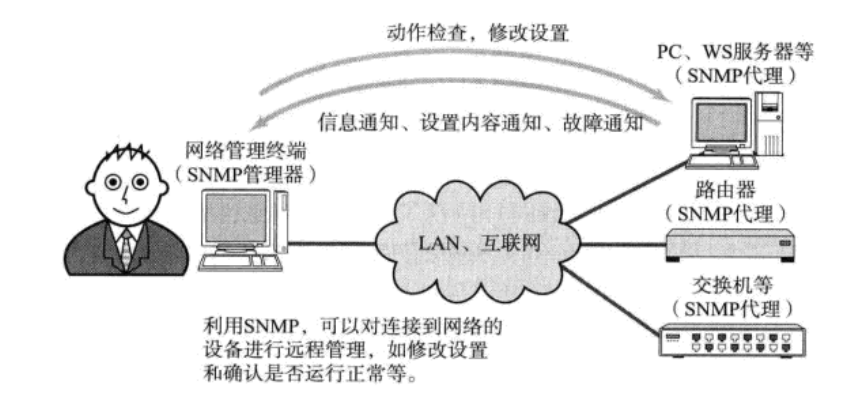 动作检查，修改设置
PC、WS服务器等
（SNMP代理）
信息通知、设置内容通知、故障通知
网络管理终端
（SNMP管理器）
路由器
（SNMP代理）
LAN、互联网
交换机等
（SNMP代理）
利用SNMP，可以对连接到网络的
设备进行远程管理，如修改设置
和确认是否运行正常等。